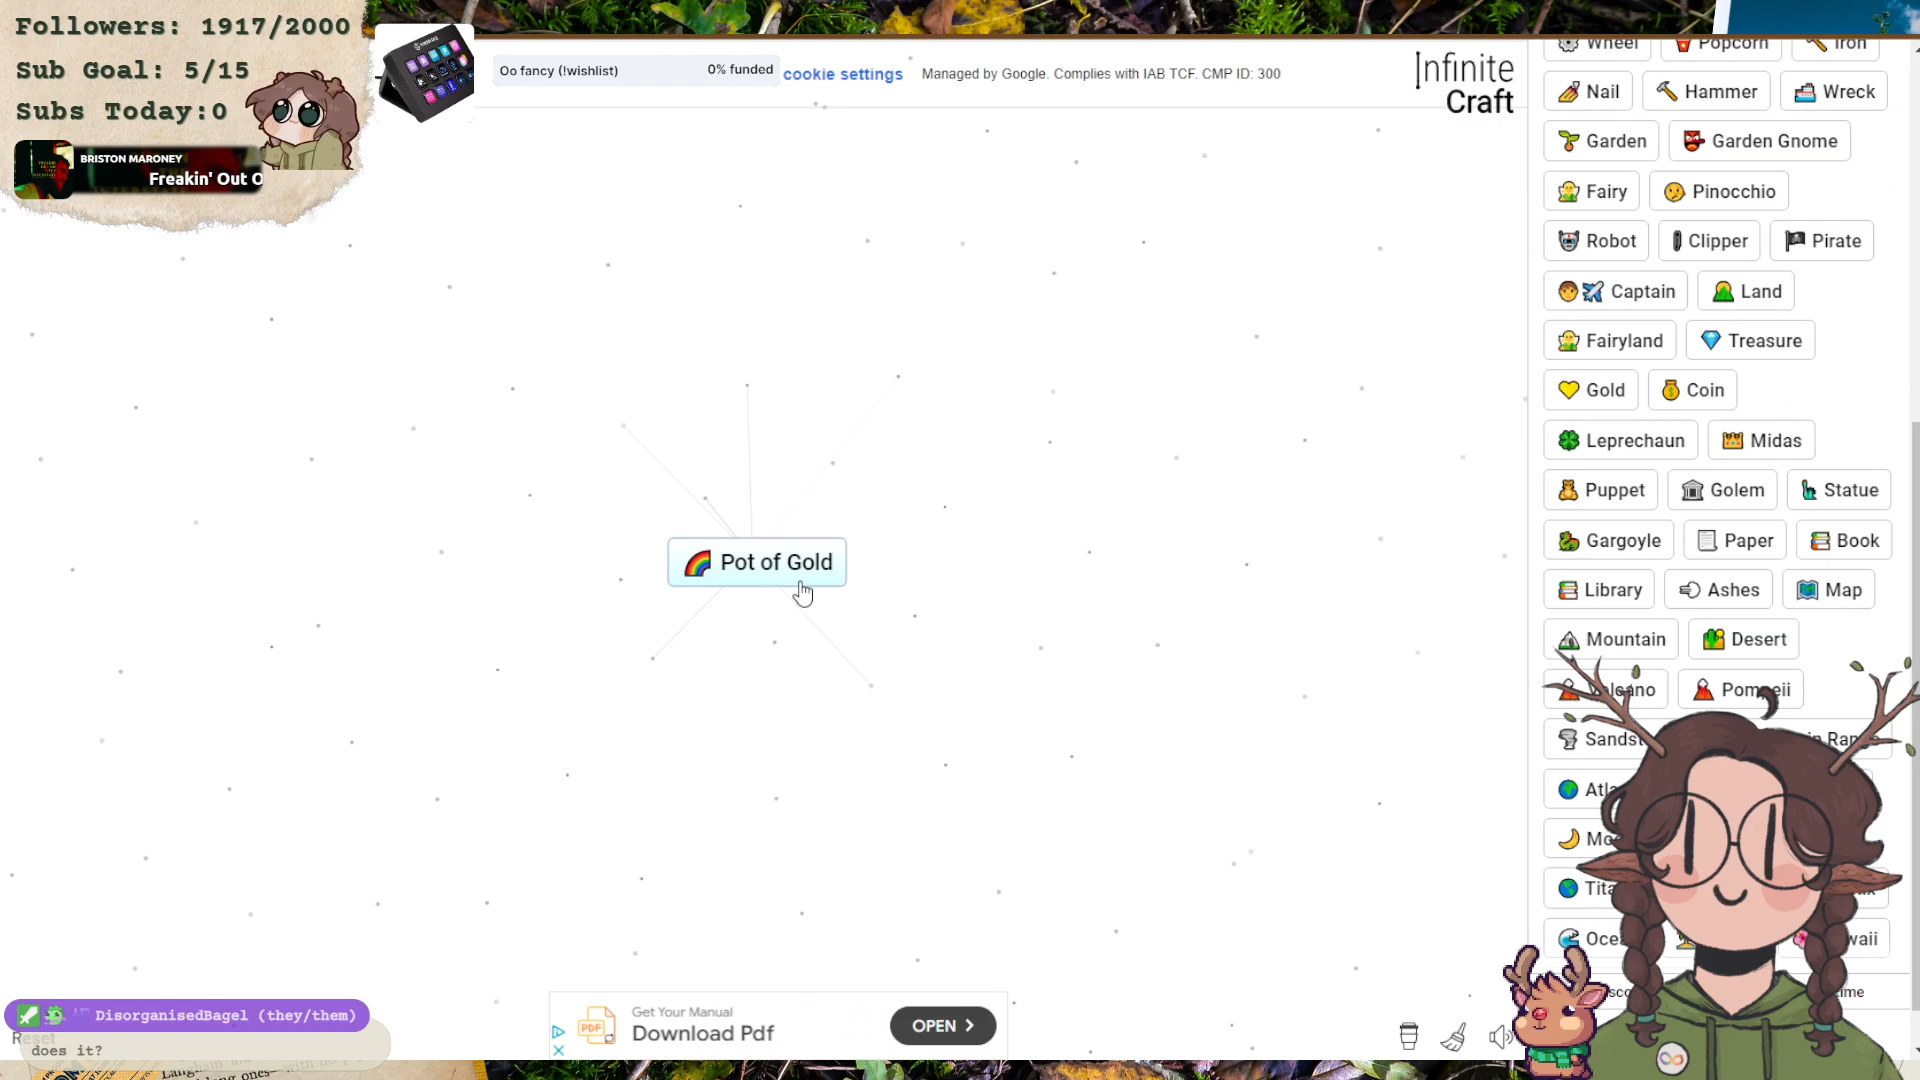 Followers: 1917/2000
Sub Goal: 5/15
Subs Today:0
BRISTON MARONEY
Freakin' Out O
Oo fancy (!wishlist) 0% funded
cookie settings Managed by Google. Complies with IAB TCF. CMP ID: 300
Infinite
Craft
Wheel Popcorn Iron
Nail Hammer Wreck
Garden Garden Gnome
Fairy Pinocchio
Robot Clipper Pirate
Captain Land
Fairyland Treasure
Gold Coin
Leprechaun Midas
Puppet Golem Statue
Gargoyle Paper Book
Library Ashes Map
Mountain Desert
Volcano Pompeii
Pot of Gold
Get Your Manual
Download Pdf
OPEN
PDF
DisorganisedBagel (they/them)
Reset
does it?